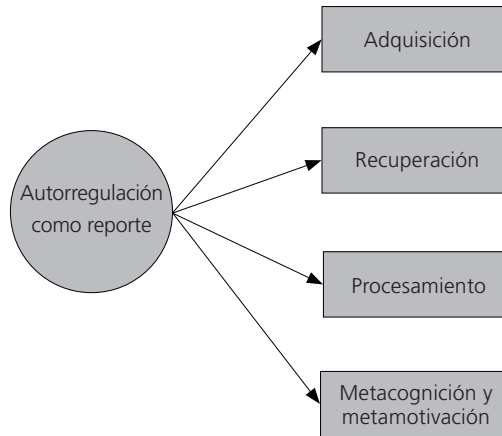 Adquisición
Recuperación
Autorregulación
como reporte
Procesamiento
Metacognición y
metamotivación